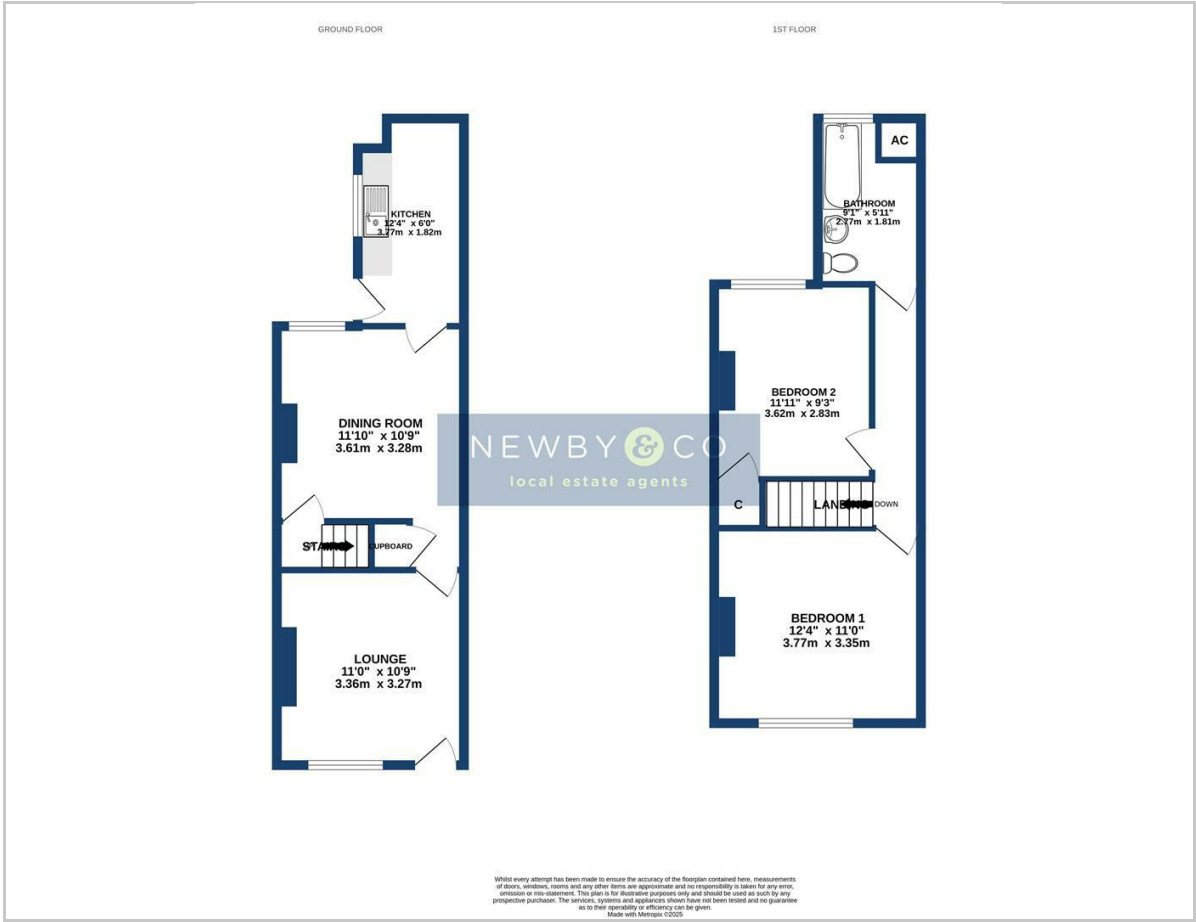 GROUND FLOOR
1ST FLOOR
KITCHEN
12'4" x 6'0"
3.77m x 1.82m
DINING ROOM
11'10" x 10'9"
3.61m x 3.28m
STAIRS
CUPBOARD
LOUNGE
11'0" x 10'9"
3.36m x 3.27m
AC
BATHROOM
9'1" x 5'11"
2.77m x 1.81m
BEDROOM 2
11'11" x 9'3"
3.62m x 2.83m
C
LANDING
DOWN
BEDROOM 1
12'4" x 11'0"
3.77m x 3.35m
NEWBY & CO
local estate agents
Whilst every attempt has been made to ensure the accuracy of the floorplan contained here, measurements
of doors, windows, rooms and any other items are approximate and no responsibility is taken for any error,
omission or mis-statement. This plan is for illustrative purposes only and should be used as such by any
prospective purchaser. The services, systems and appliances shown have not been tested and no guarantee
as to their operability or efficiency can be given.
Made with Metropix ©2025